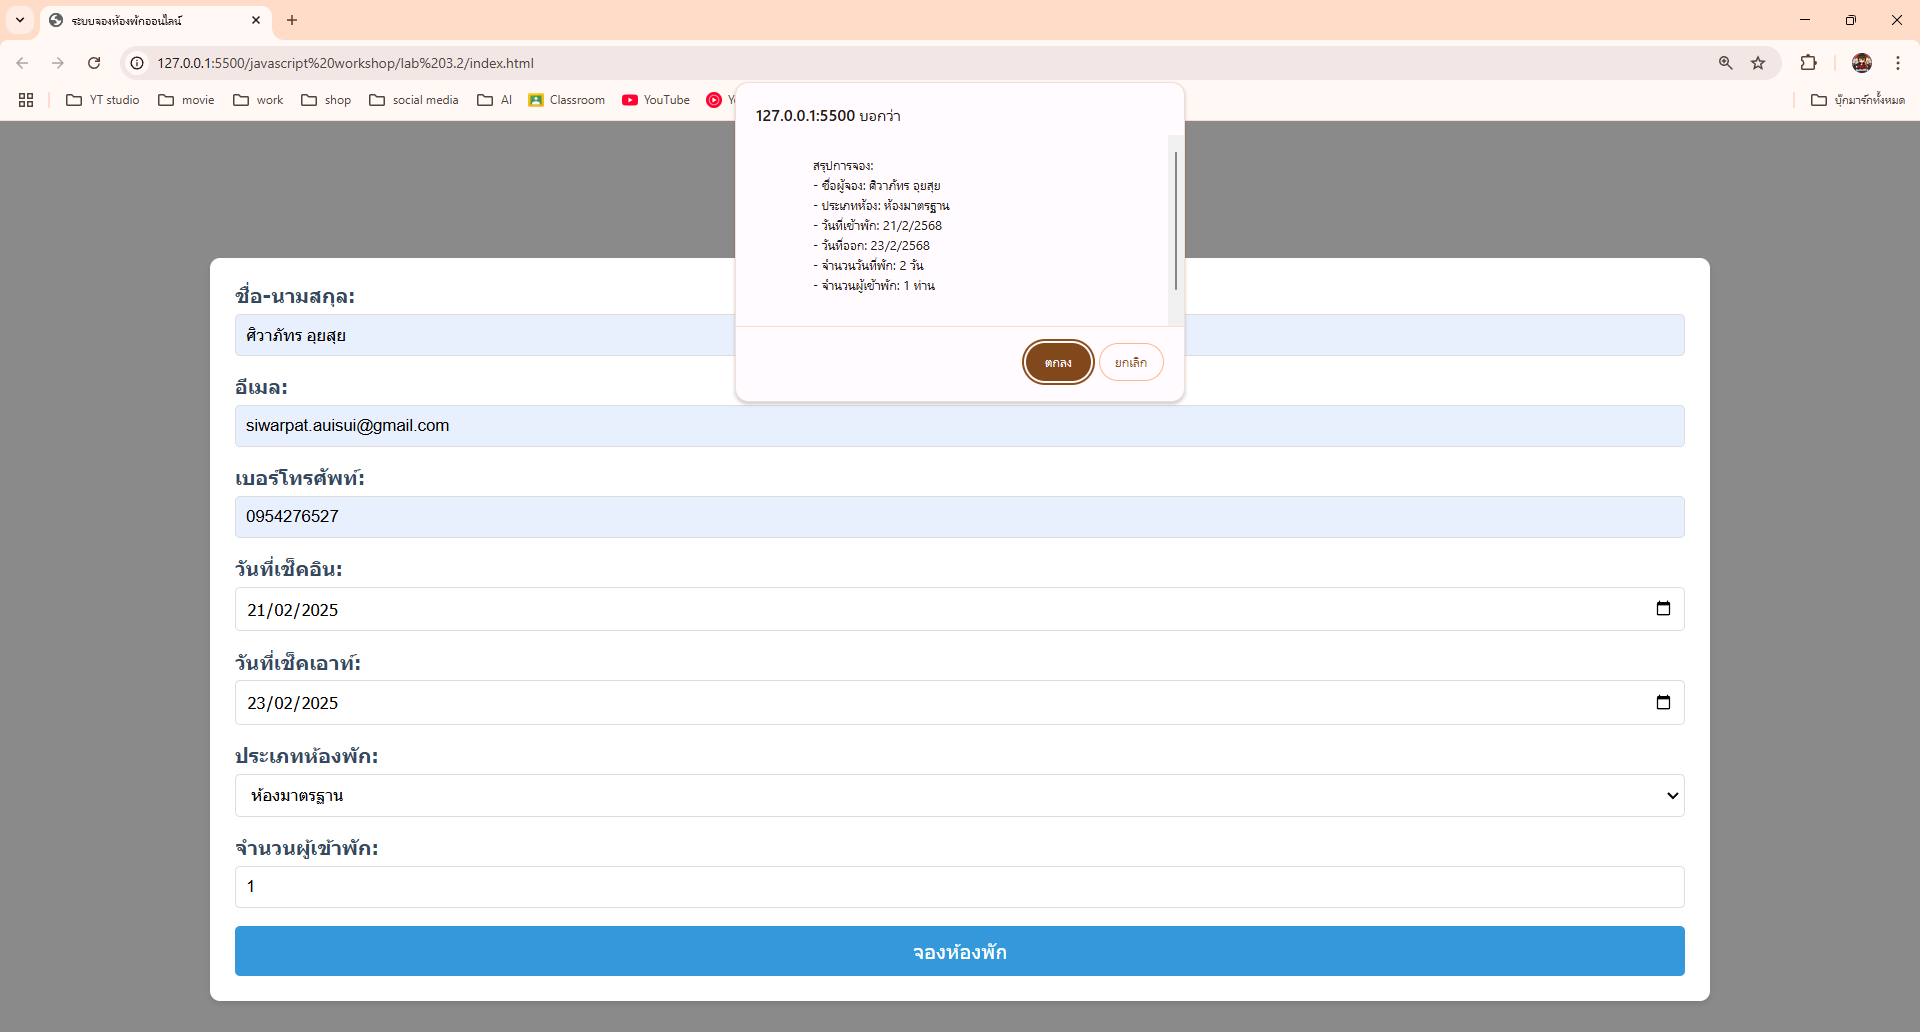 ระบบจองห้องพักออนไลน์
127.0.0.1:5500/javascript%20workshop/lab%203.2/index.html
YT studio
movie
work
shop
social media
AI
Classroom
YouTube
บุ๊กมาร์กทั้งหมด
127.0.0.1:5500 บอกว่า
สรุปการจอง:
- ชื่อผู้จอง: ศิวาภัทร อุยสุย
- ประเภทห้อง: ห้องมาตรฐาน
- วันที่เข้าพัก: 21/2/2568
- วันที่ออก: 23/2/2568
- จำนวนวันที่พัก: 2 วัน
- จำนวนผู้เข้าพัก: 1 ท่าน
ตกลง
ยกเลิก
ชื่อ-นามสกุล:
ศิวาภัทร อุยสุย
อีเมล:
siwarpat.auisui@gmail.com
เบอร์โทรศัพท์:
0954276527
วันที่เช็คอิน:
21/02/2025
วันที่เช็คเอาท์:
23/02/2025
ประเภทห้องพัก:
ห้องมาตรฐาน
จำนวนผู้เข้าพัก:
1
จองห้องพัก